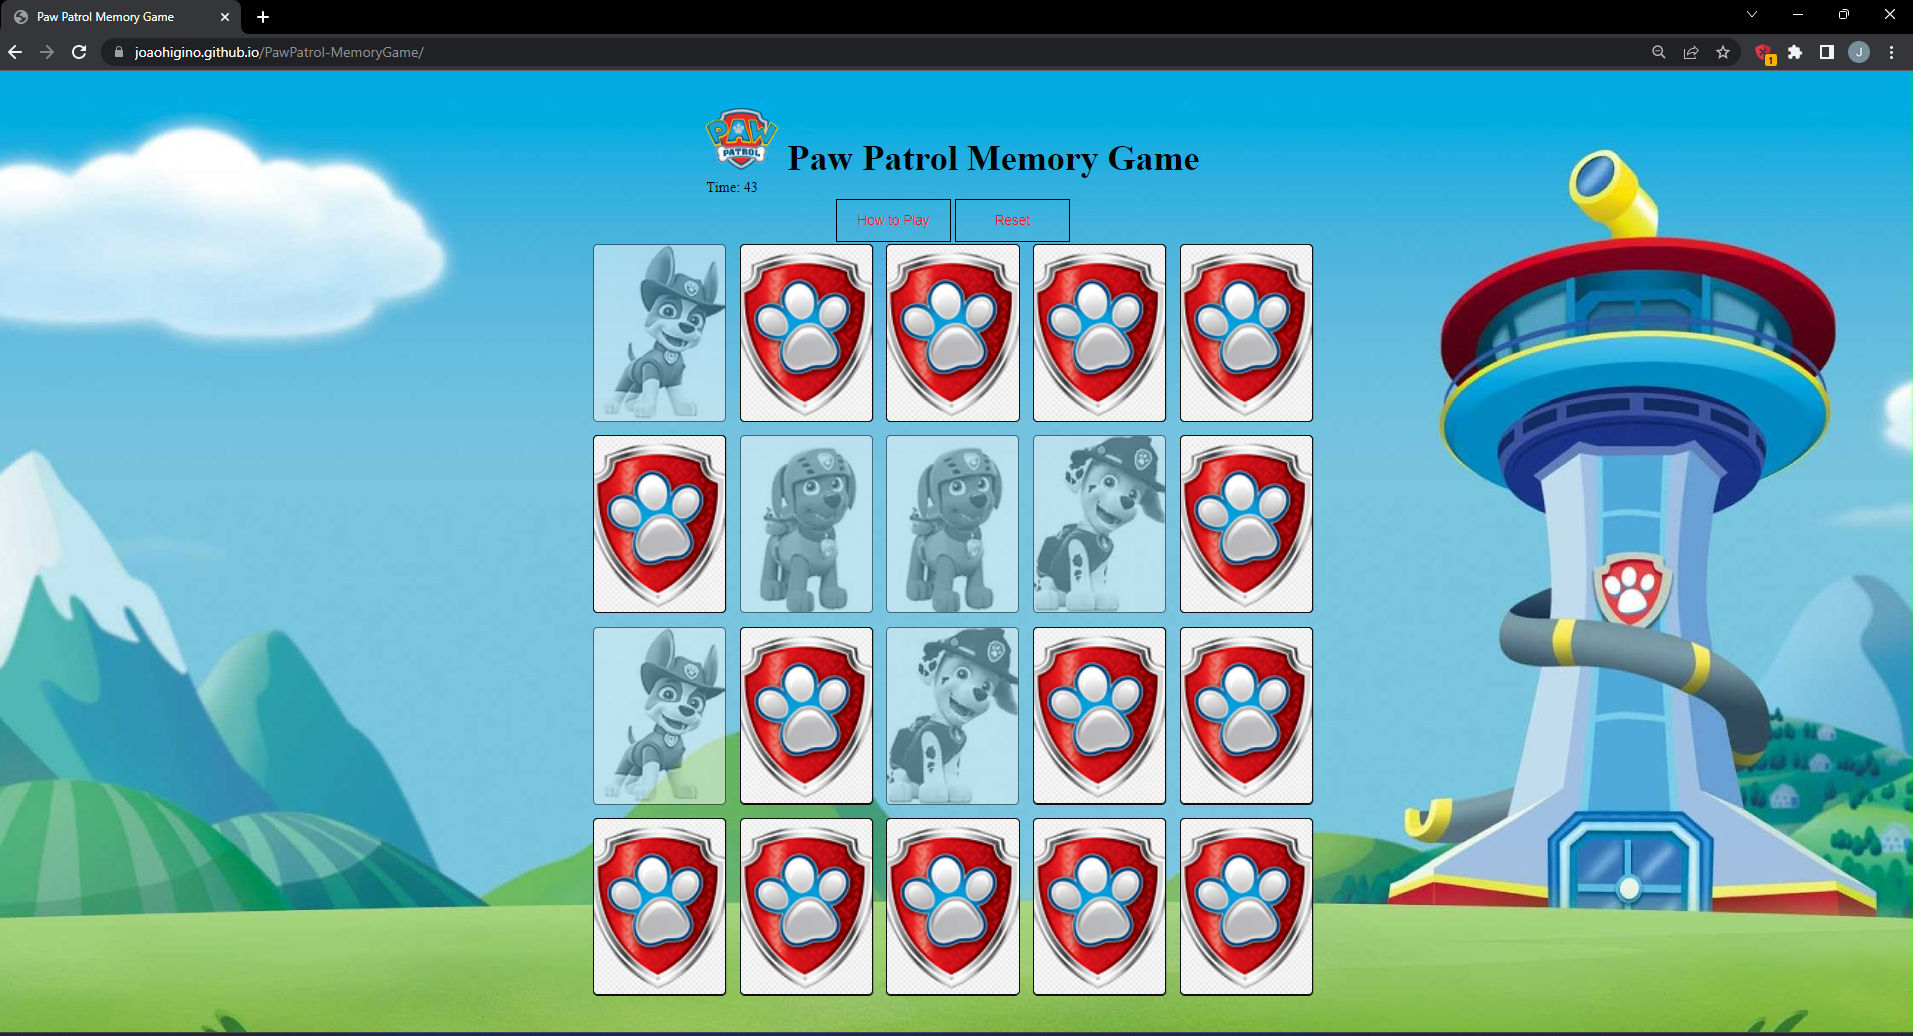 Paw Patrol Memory Game
joaohigino.github.io/PawPatrol-MemoryGame/
1
J
PAW
PATROL
Paw Patrol Memory Game
Time: 43
How to Play
Reset